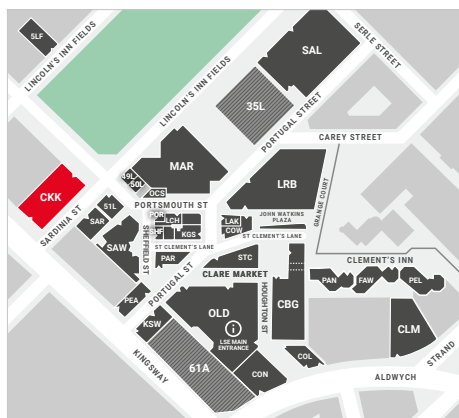 5LF
LINCOLN'S INN FIELDS
SAL
SERLE STREET
LINCOLN'S INN FIELDS
35L
PORTUGAL STREET
CAREY STREET
MAR
49L
50L
OCS
LRB
CKK
PORTSMOUTH ST
51L
POR
LCH
GRANGE COURT
SARDINIA ST
SAR
KGS
LAK
COW
JOHN WATKINS
PLAZA
SHEFFIELD ST
ST CLEMENT'S LANE
ST CLEMENT'S LANE
SAW
PAR
STC
CLEMENT'S INN
CLARE MARKET
PAN
FAW
PEL
PORTUGAL ST
PEA
OLD
HOUGHTON ST
CBG
KSW
LSE MAIN
ENTRANCE
CLM
KINGSWAY
61A
CON
COL
STRAND
ALDWYCH